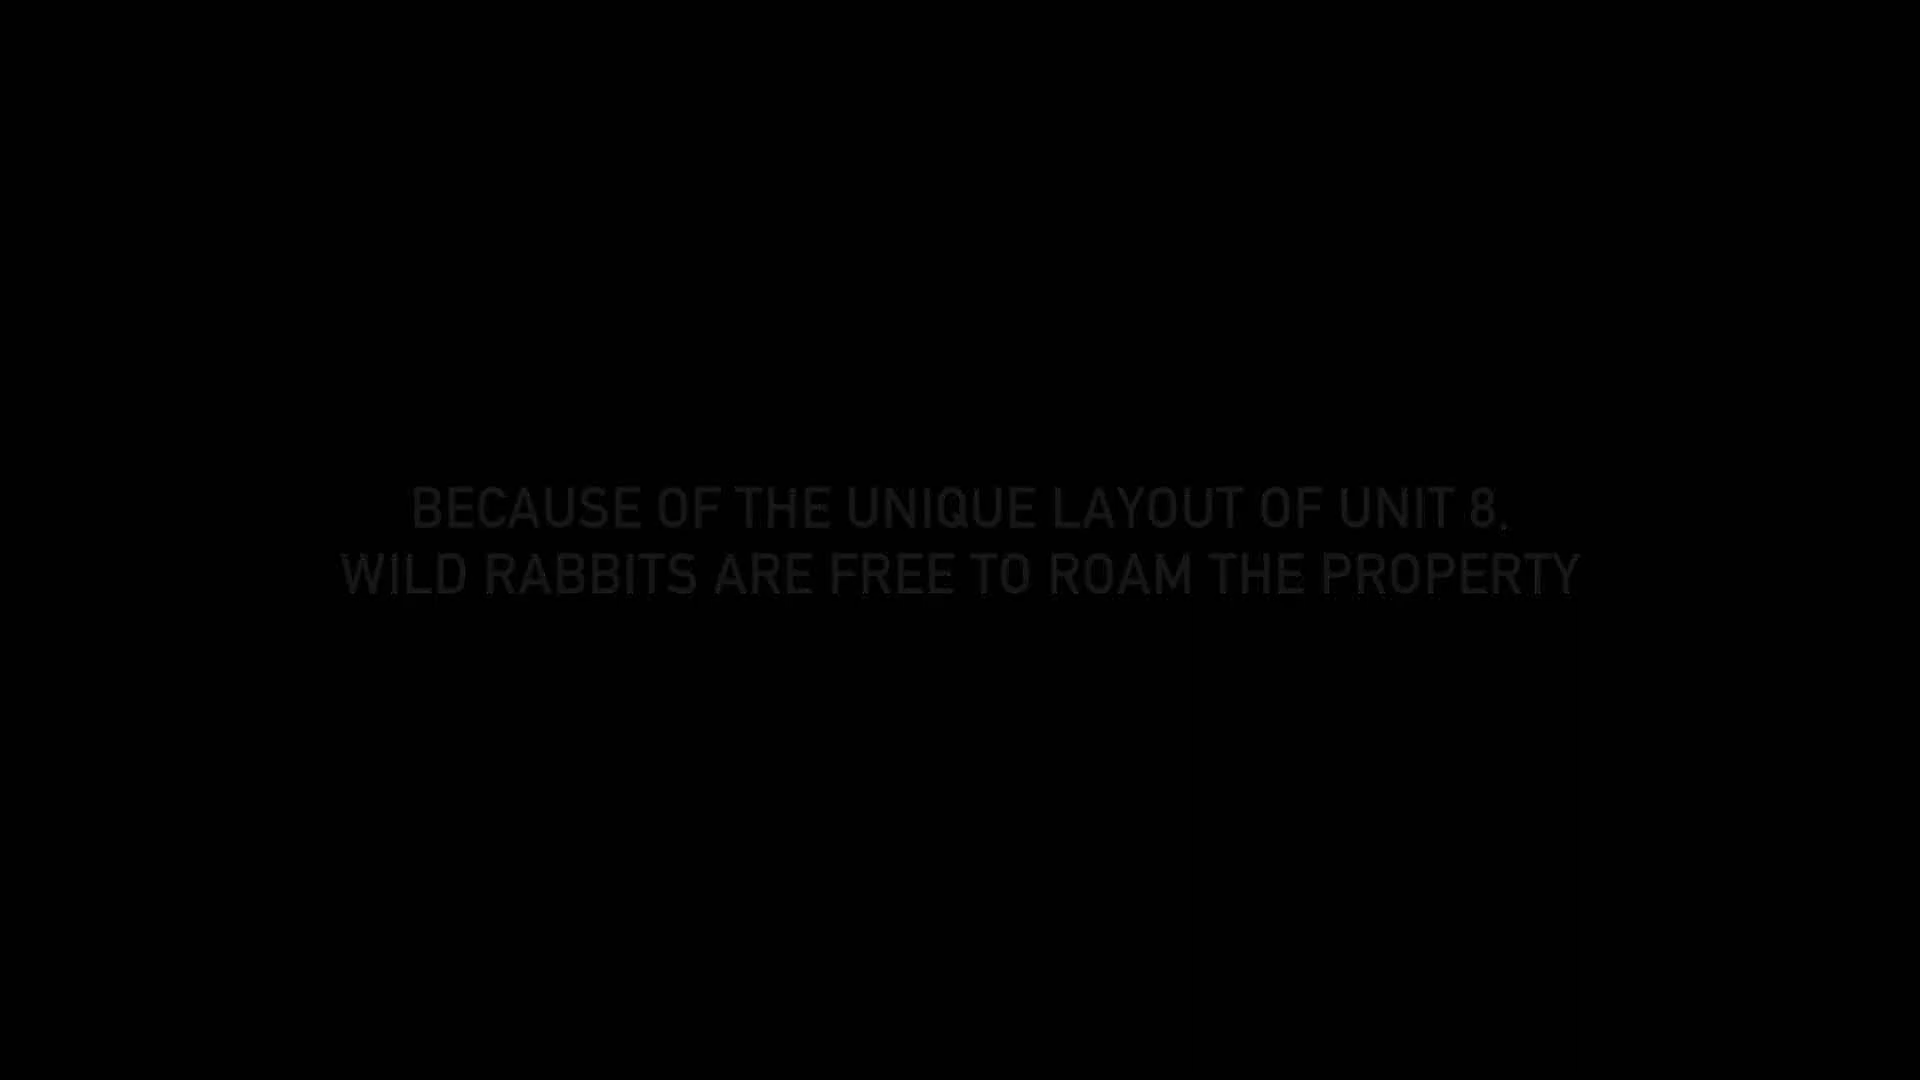 BECAUSE OF THE UNIQUE LAYOUT OF UNIT 8,
WILD RABBITS ARE FREE TO ROAM THE PROPERTY